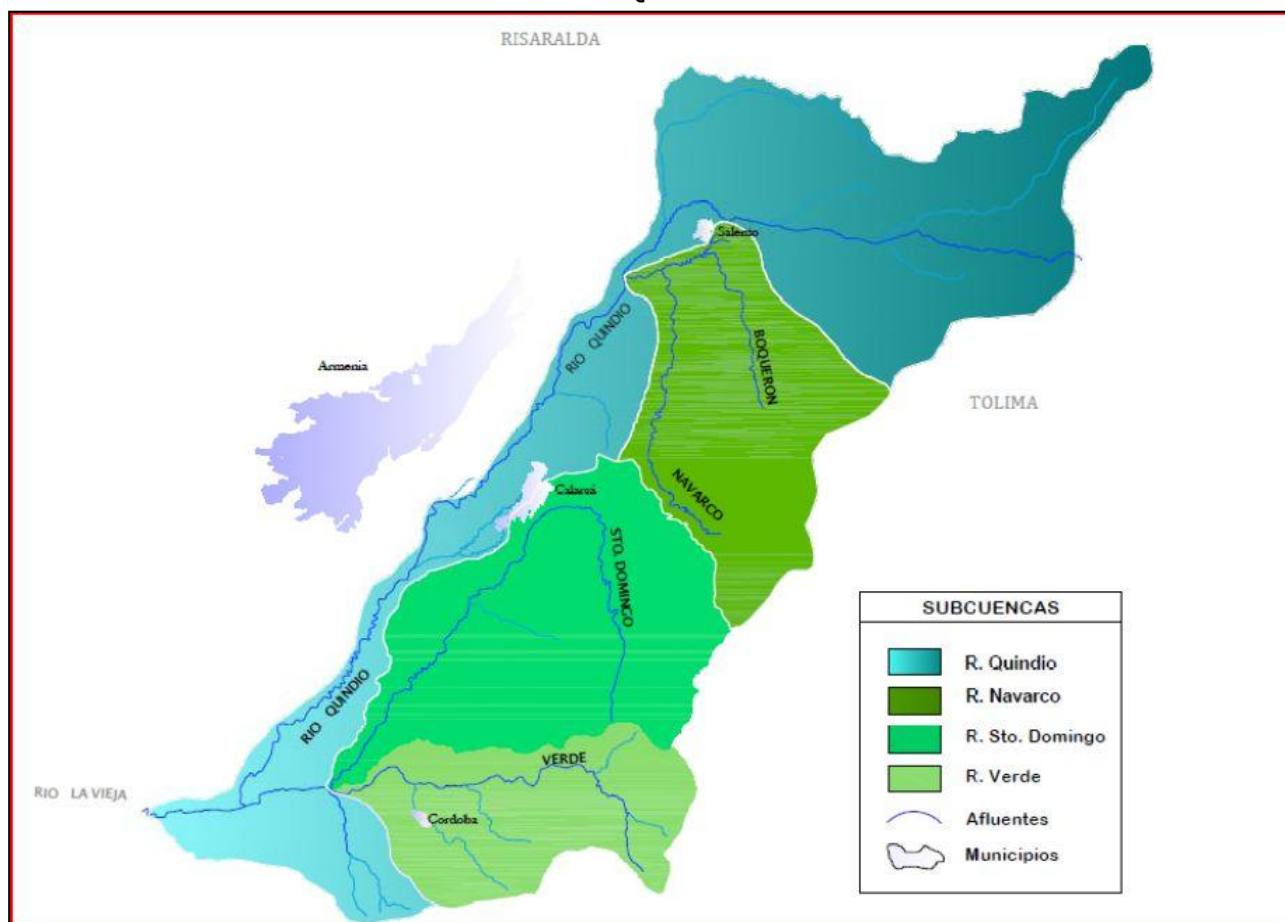 RISARALDA
Salento
RIO QUINDIO
BOQUERON
Armenia
TOLIMA
NAVARCO
Calarcá
STO. DOMINGO
RIO QUINDIO
VERDE
RIO LA VIEJA
Cordoba
SUBCUENCAS
R. Quindio
R. Navarco
R. Sto. Domingo
R. Verde
Afluentes
Municipios